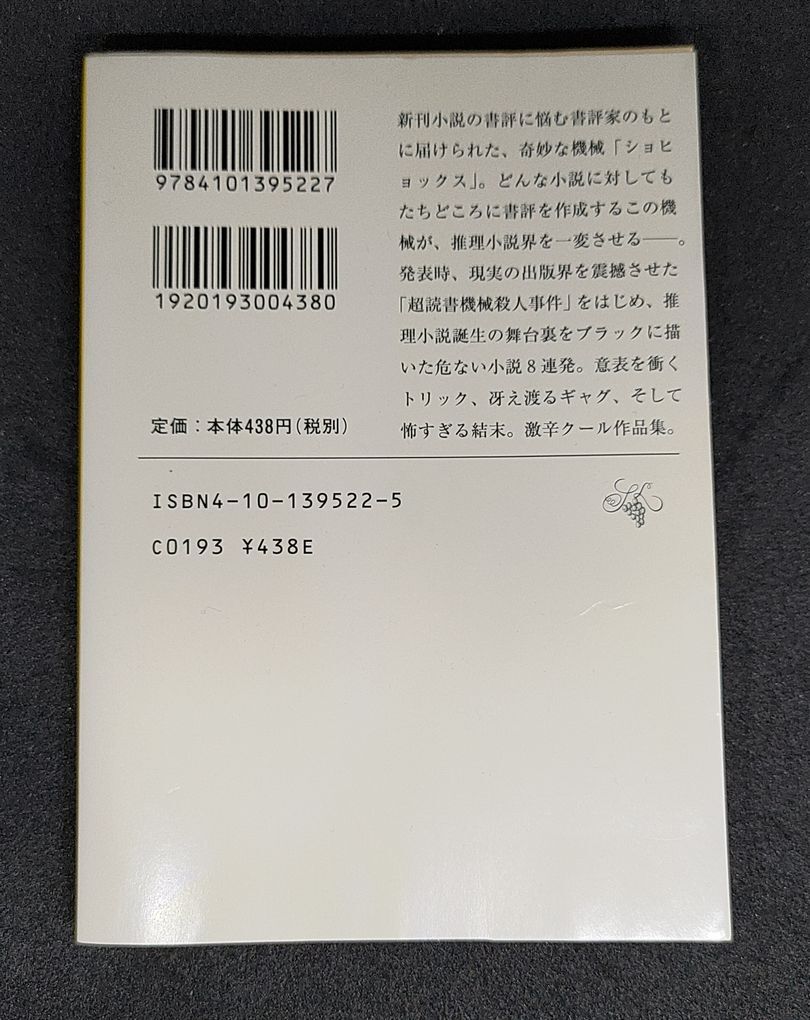 9784101395227
1920193004380
定価：本体438円(税別)
新刊小説の書評に悩む書評家のもと
に届けられた、奇妙な機械「ショヒ
ョックス」。どんな小説に対しても
たちどころに書評を作成するこの機
械が、推理小説界を一変させる――。
発表時、現実の出版界を震撼させた
「超読書機械殺人事件」をはじめ、推
理小説誕生の舞台裏をブラックに描
いた危ない小説8連発。意表を衝く
トリック、冴え渡るギャグ、そして
怖すぎる結末。激辛クール作品集。
ISBN4-10-139522-5
C0193 ¥438E